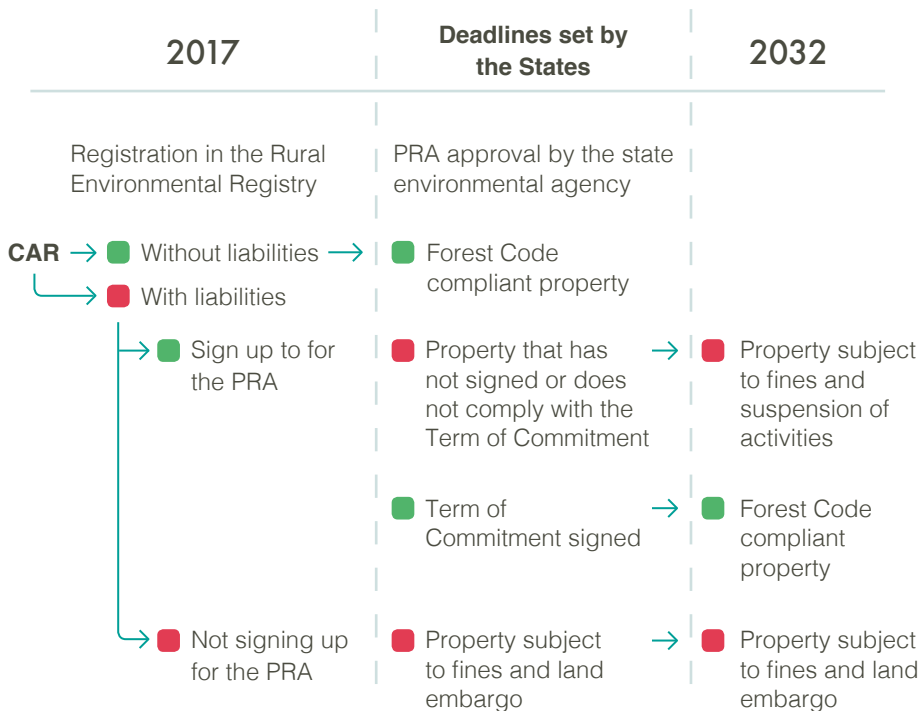 2017
Deadlines set by
the States
2032
Registration in the Rural
Environmental Registry
PRA approval by the state
environmental agency
CAR
Without liabilities
Forest Code
compliant property
With liabilities
Sign up to for
the PRA
Property that has
not signed or does
not comply with the
Term of Commitment
Property subject
to fines and
suspension of
activities
Term of
Commitment signed
Forest Code
compliant
property
Not signing up
for the PRA
Property subject
to fines and land
embargo
Property subject
to fines and land
embargo